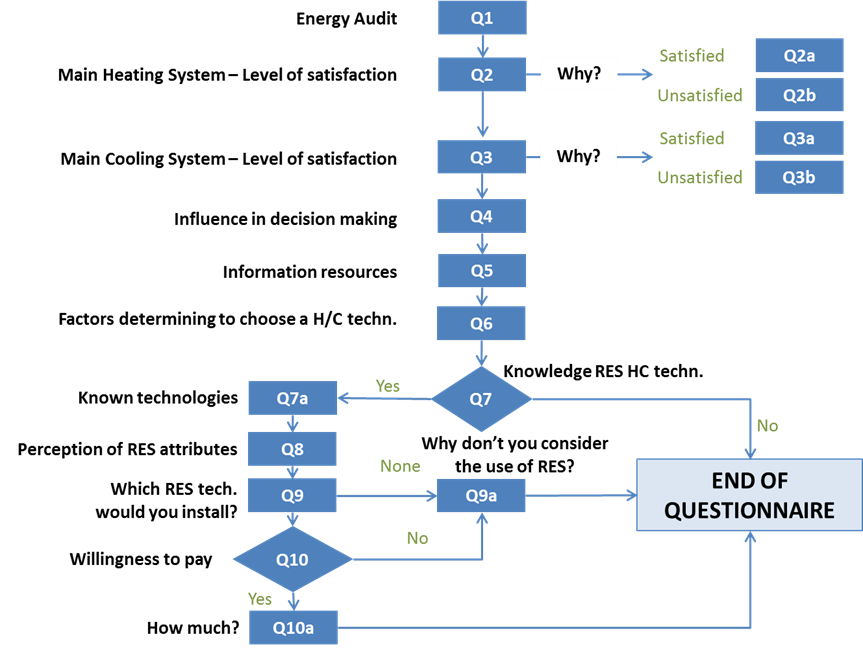 Energy Audit
Q1
Main Heating System – Level of satisfaction
Q2
Why?
Satisfied
Q2a
Unsatisfied
Q2b
Main Cooling System – Level of satisfaction
Q3
Why?
Satisfied
Q3a
Unsatisfied
Q3b
Influence in decision making
Q4
Information resources
Q5
Factors determining to choose a H/C techn.
Q6
Knowledge RES HC techn.
Known technologies
Q7a
Yes
Q7
No
Perception of RES attributes
Q8
Why don't you consider
the use of RES?
Which RES tech.
would you install?
Q9
None
Q9a
END OF
QUESTIONNAIRE
Willingness to pay
Q10
No
Yes
How much?
Q10a